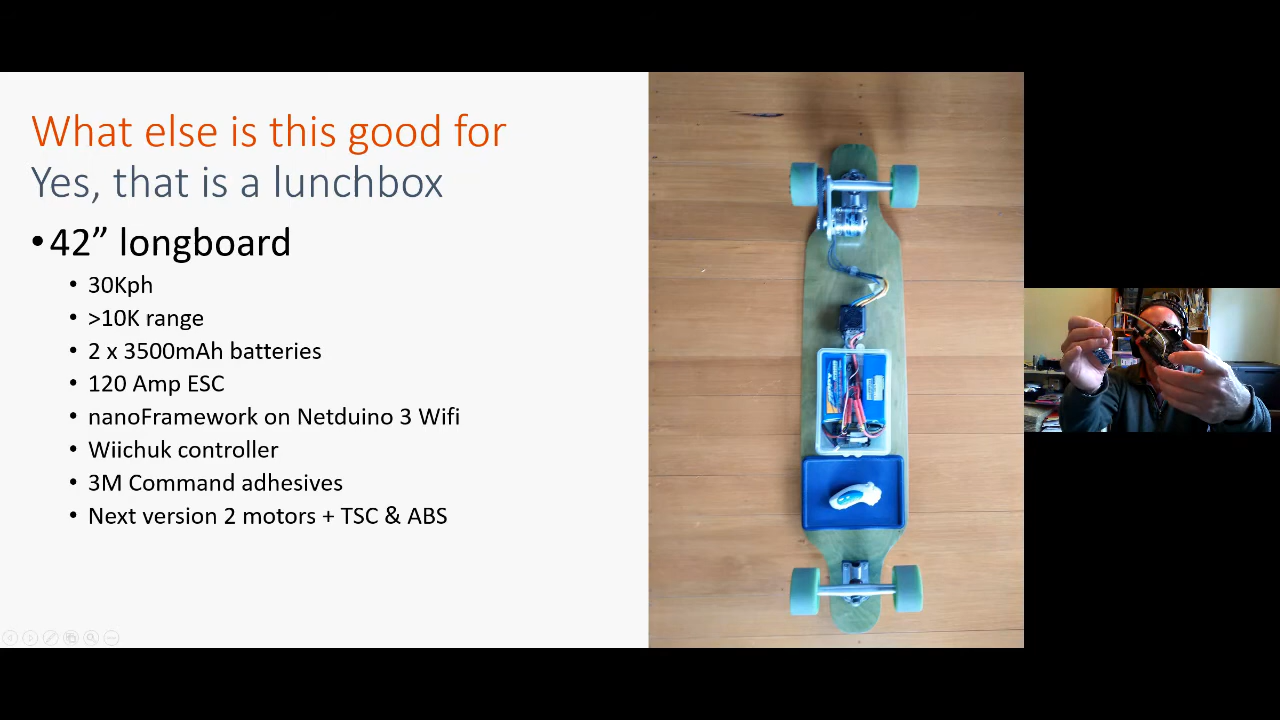 What else is this good for
Yes, that is a lunchbox
•42” longboard
• 30Kph
• >10K range
• 2 x 3500mAh batteries
• 120 Amp ESC
• nanoFramework on Netduino 3 Wifi
• Wiichuk controller
• 3M Command adhesives
• Next version 2 motors + TSC & ABS